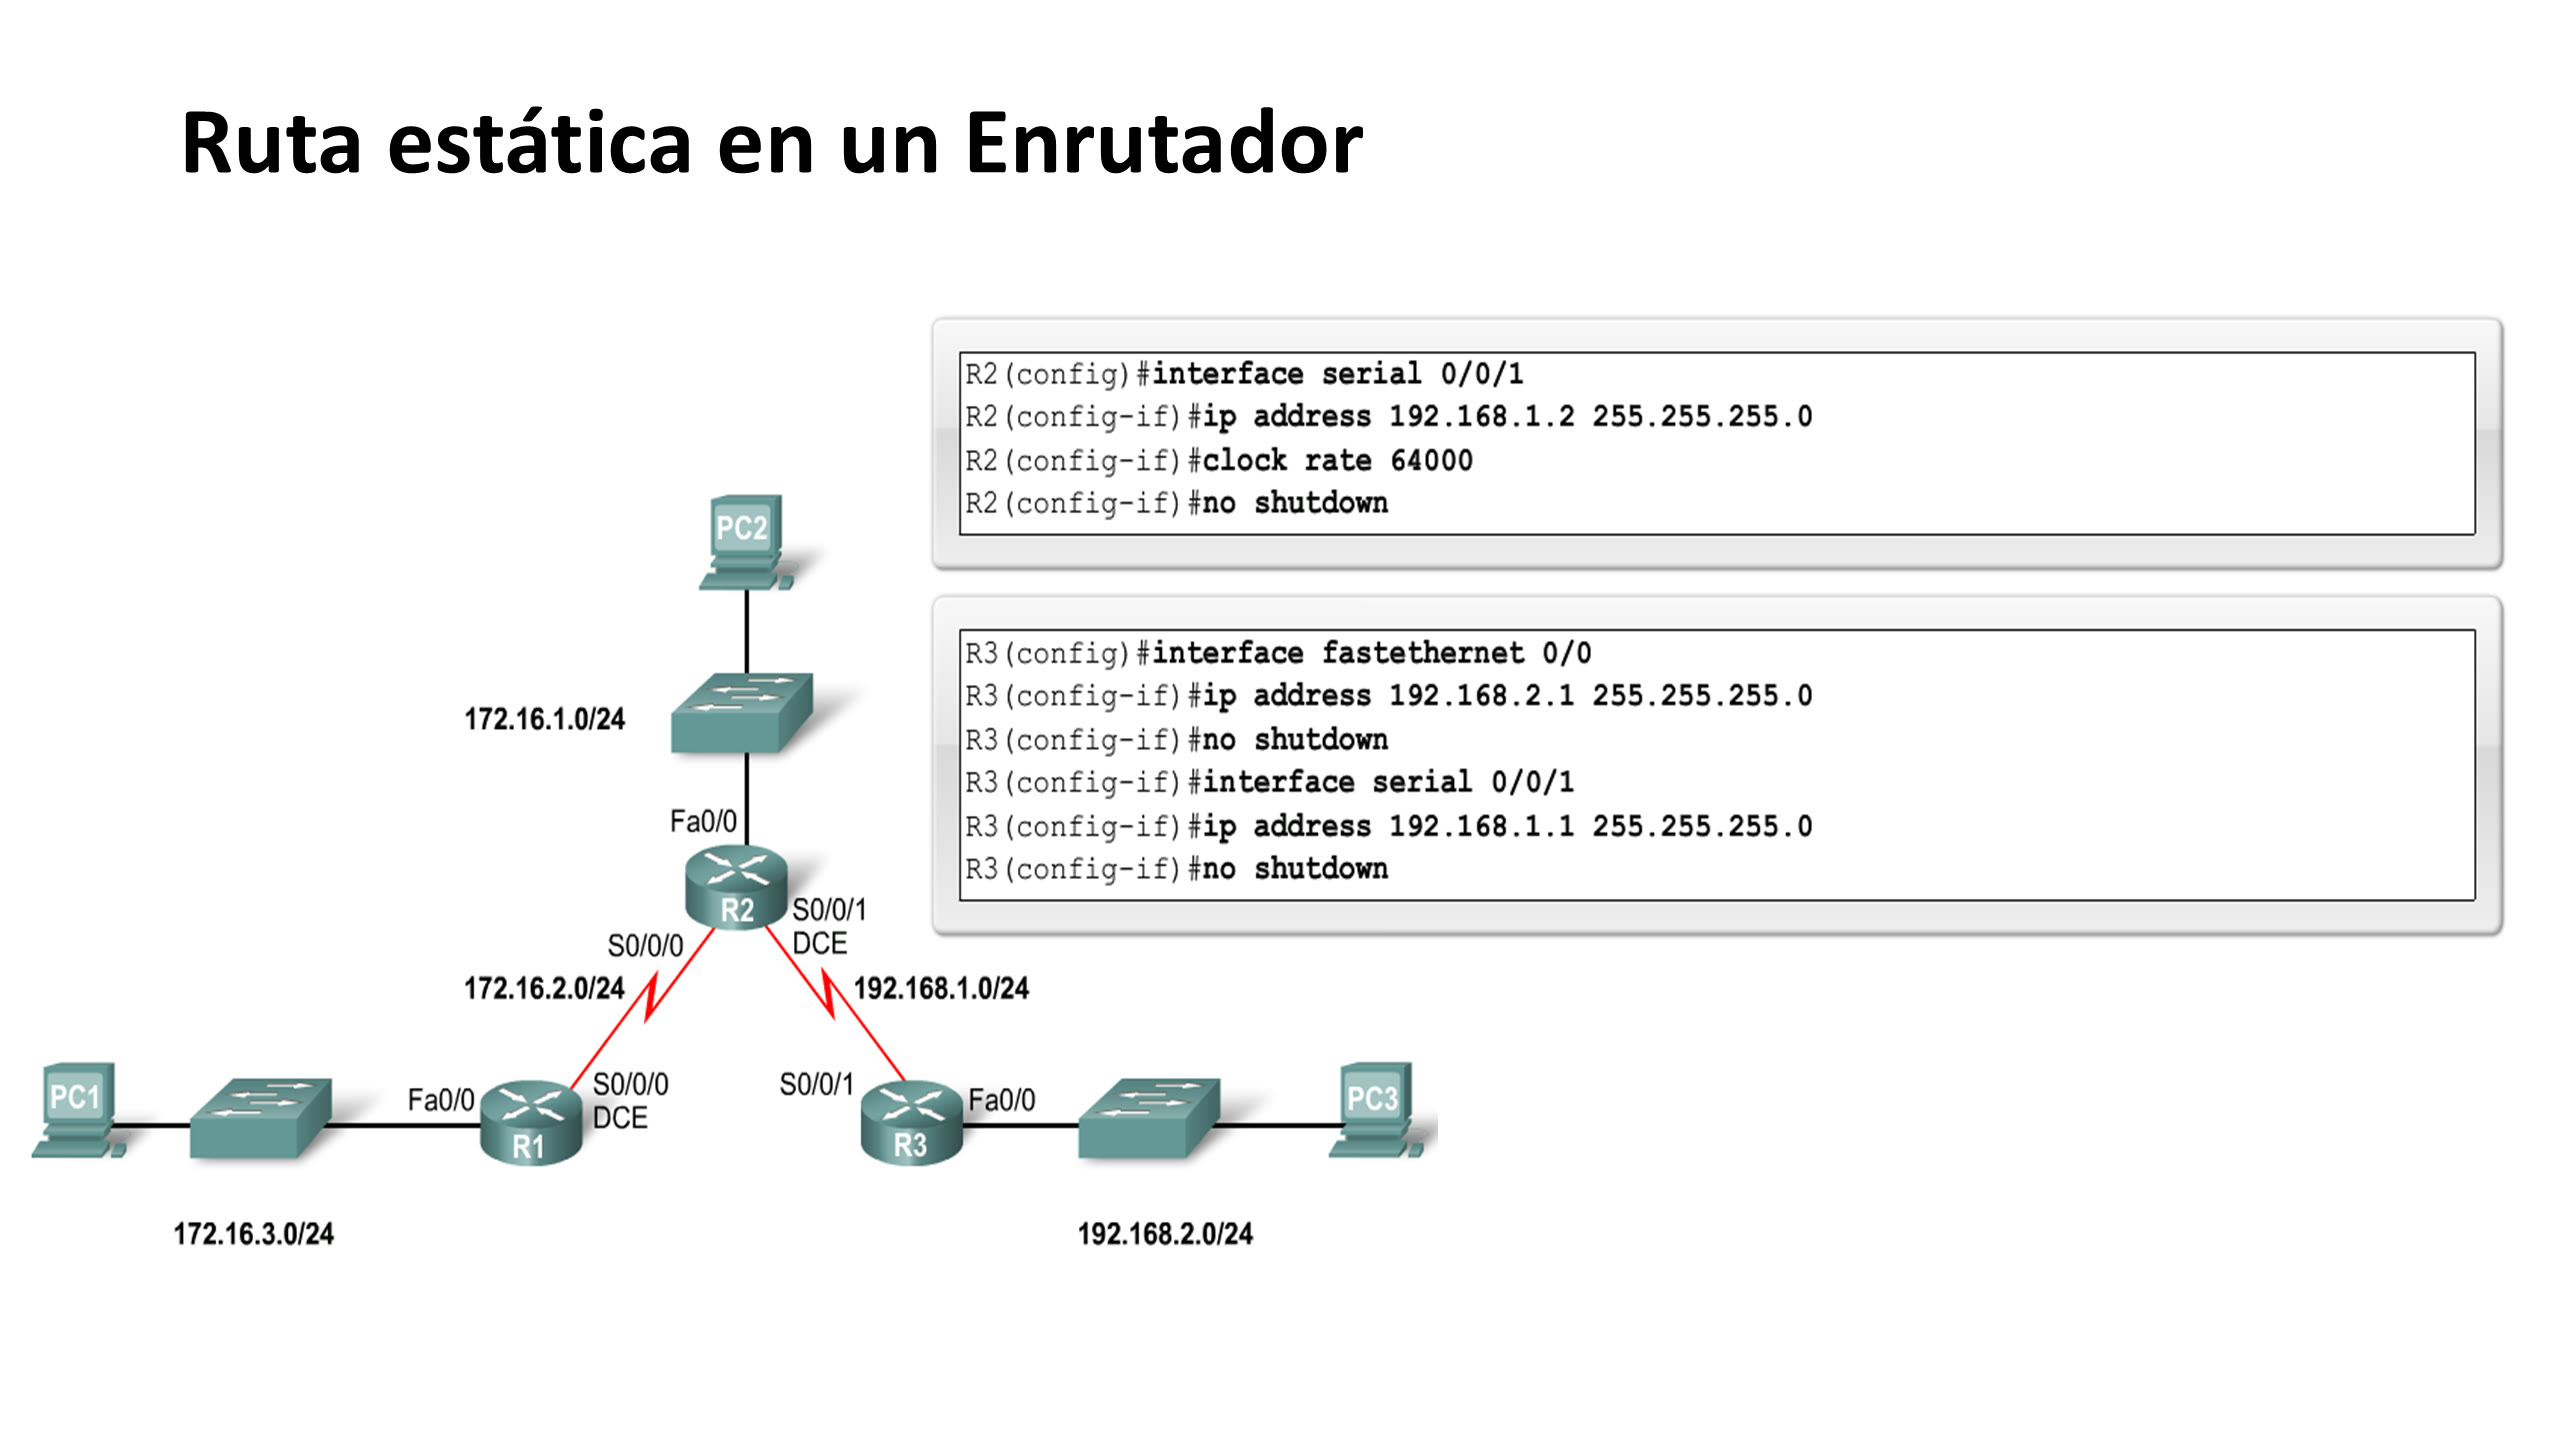 Ruta estática en un Enrutador
R2(config)#interface serial 0/0/1
R2(config-if)#ip address 192.168.1.2 255.255.255.0
R2(config-if)#clock rate 64000
R2(config-if)#no shutdown
R3(config)#interface fastethernet 0/0
R3(config-if)#ip address 192.168.2.1 255.255.255.0
R3(config-if)#no shutdown
R3(config-if)#interface serial 0/0/1
R3(config-if)#ip address 192.168.1.1 255.255.255.0
R3(config-if)#no shutdown
PC2
172.16.1.0/24
Fa0/0
R2
S0/0/1
DCE
S0/0/0
172.16.2.0/24
192.168.1.0/24
PC1
Fa0/0
R1
S0/0/0
DCE
S0/0/1
R3
Fa0/0
PC3
172.16.3.0/24
192.168.2.0/24